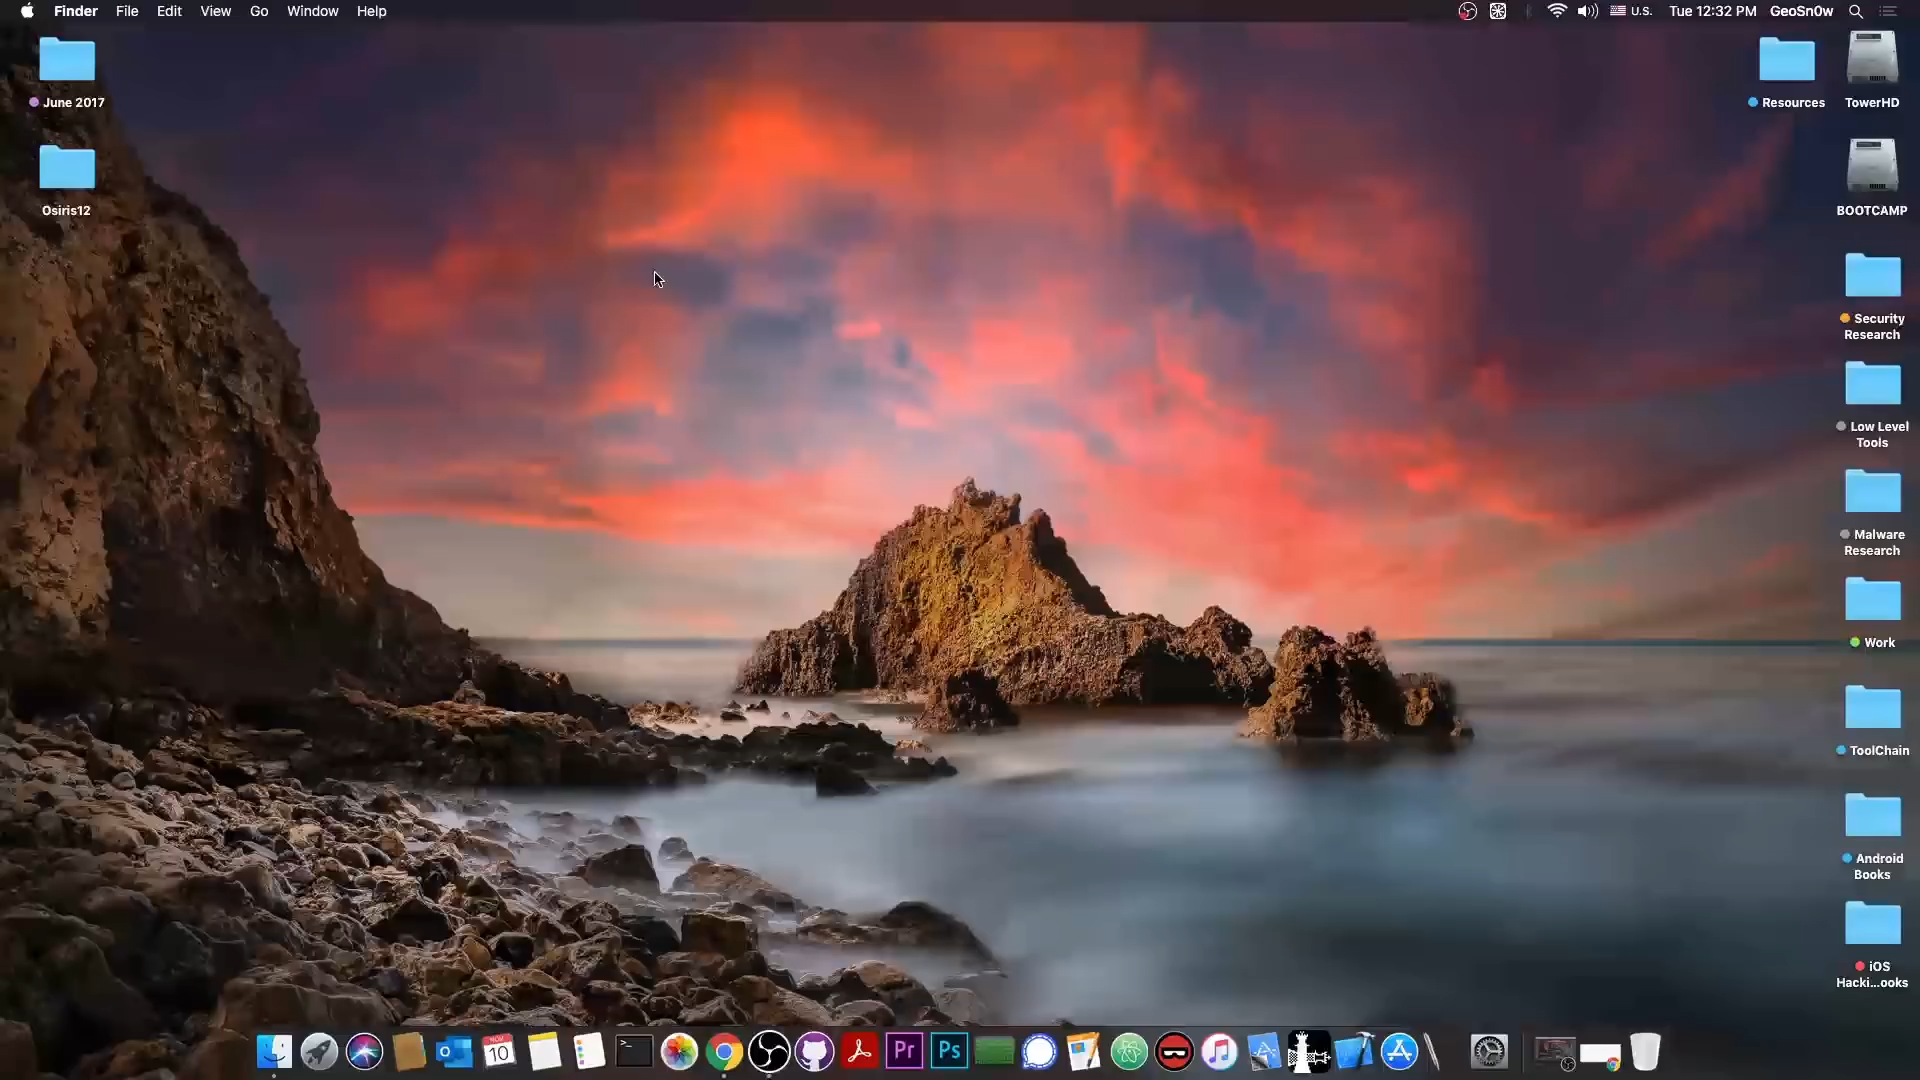 Finder File Edit View Go Window Help U.S. Tue 12:32 PM GeoSn0w
June 2017
Resources
TowerHD
Osiris12
BOOTCAMP
Security
Research
Low Level
Tools
Malware
Research
Work
ToolChain
Android
Books
iOS
Hacki...ooks
NOV
10
>_
Pr
Ps